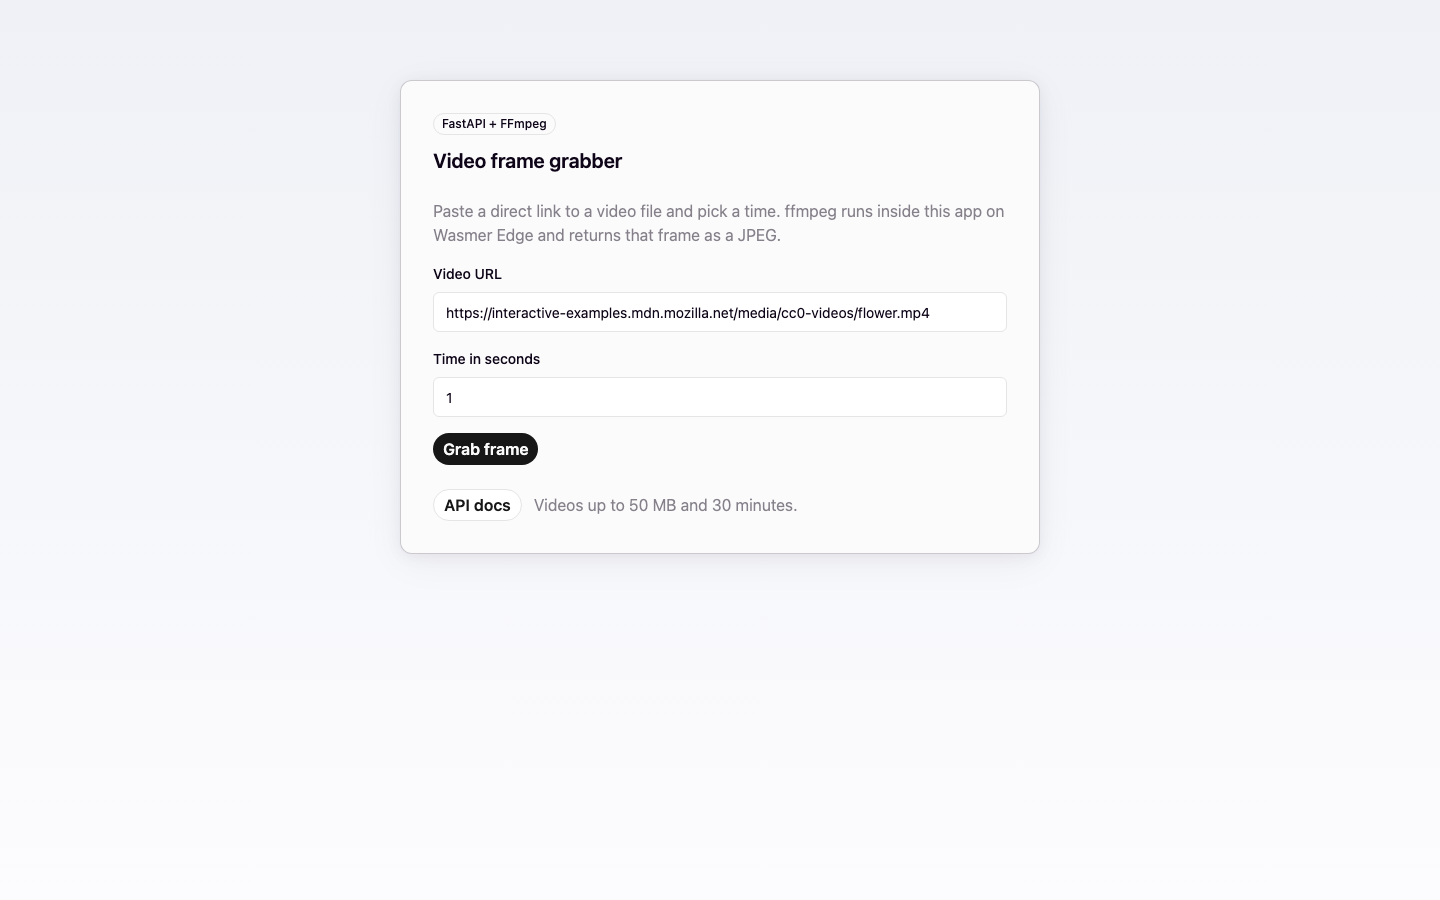 FastAPI + FFmpeg
Video frame grabber
Paste a direct link to a video file and pick a time. ffmpeg runs inside this app on
Wasmer Edge and returns that frame as a JPEG.
Video URL
https://interactive-examples.mdn.mozilla.net/media/cc0-videos/flower.mp4
Time in seconds
1
Grab frame
API docs Videos up to 50 MB and 30 minutes.